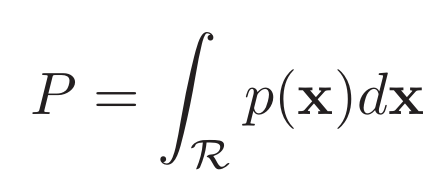 P = ∫_ℛ p(𝐱)d𝐱